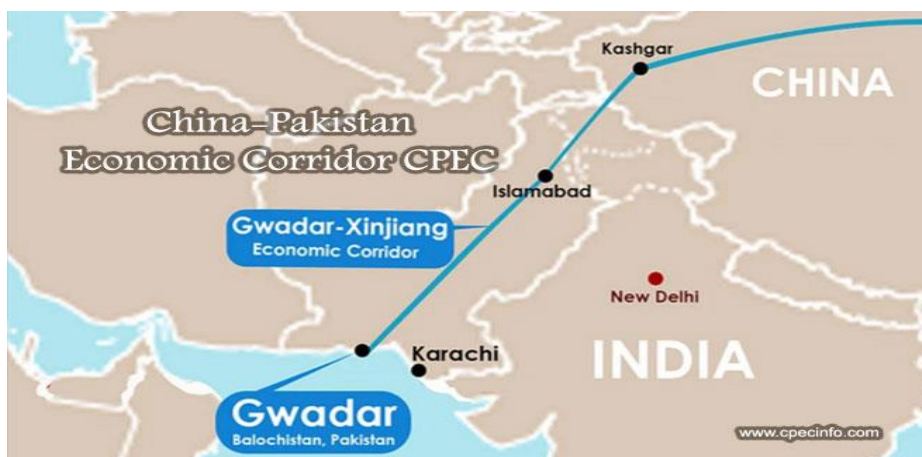 Kashgar
CHINA
China-Pakistan
Economic Corridor CPEC
Islamabad
Gwadar-Xinjiang
Economic Corridor
New Delhi
Karachi
INDIA
Gwadar
Balochistan, Pakistan
www.cpecinfo.com